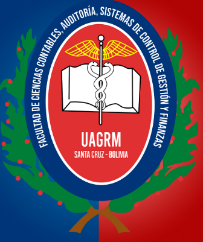 FACULTAD DE CIENCIAS CONTABLES, AUDITORÍA, SISTEMAS DE CONTROL DE GESTIÓN Y FINANZAS
UAGRM
SANTA CRUZ - BOLIVIA